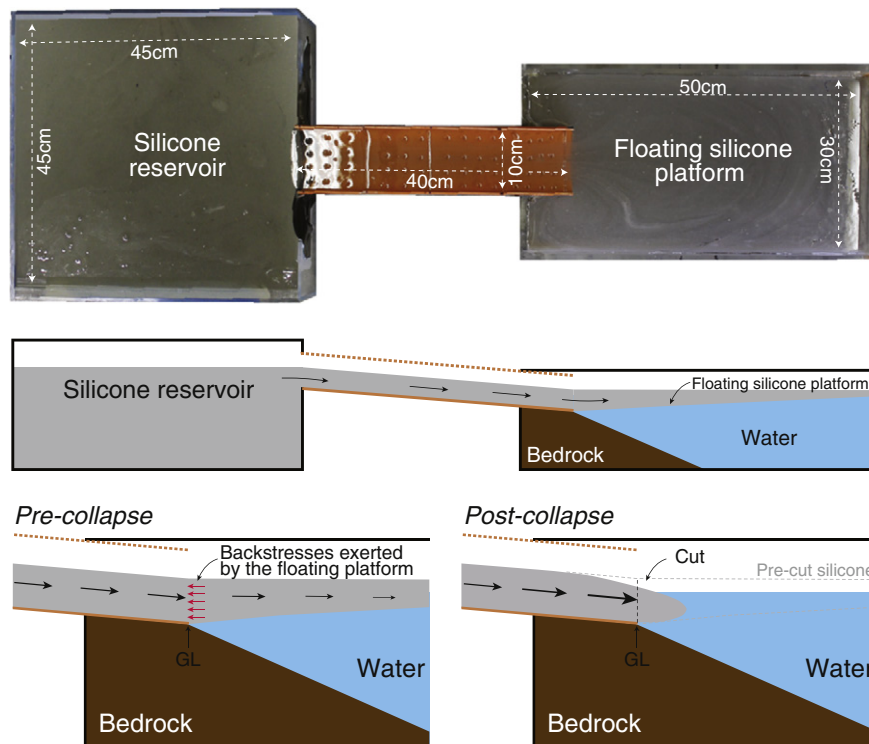 45cm
45cm
Silicone
reservoir
40cm
10cm
50cm
30cm
Floating silicone
platform
Silicone reservoir
Floating silicone platform
Water
Bedrock
Pre-collapse
Backstresses exerted
by the floating platform
GL
Water
Bedrock
Post-collapse
Cut
Pre-cut silicone
GL
Water
Bedrock